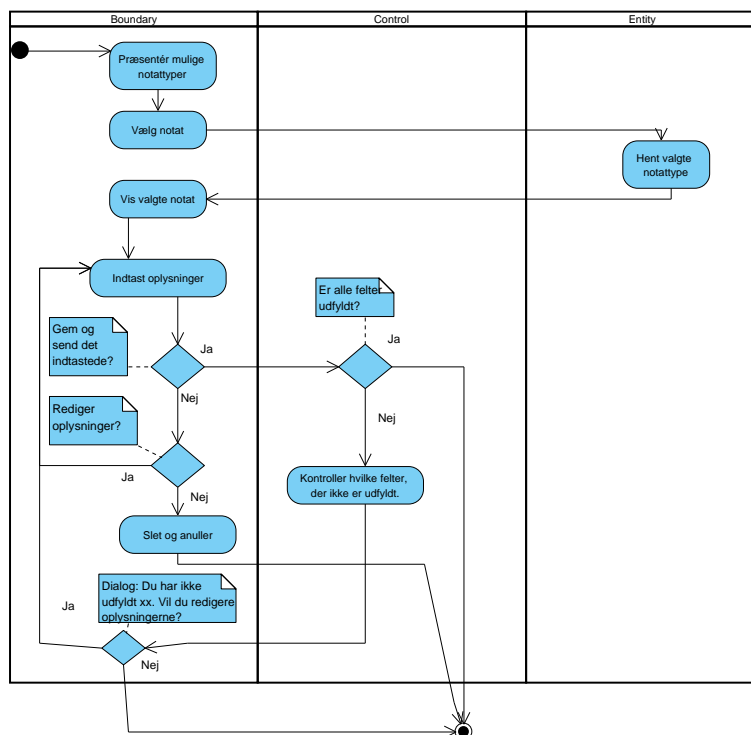 Boundary
Control
Entity
Præsentér mulige
notattyper
Vælg notat
Hent valgte
notattype
Vis valgte notat
Indtast oplysninger
Er alle felter
udfyldt?
Gem og
send det
indtastede?
Ja
Ja
Nej
Rediger
oplysninger?
Nej
Ja
Nej
Kontroller hvilke felter,
der ikke er udfyldt.
Slet og anuller
Dialog: Du har ikke
udfyldt xx. Vil du redigere
oplysningerne?
Ja
Nej